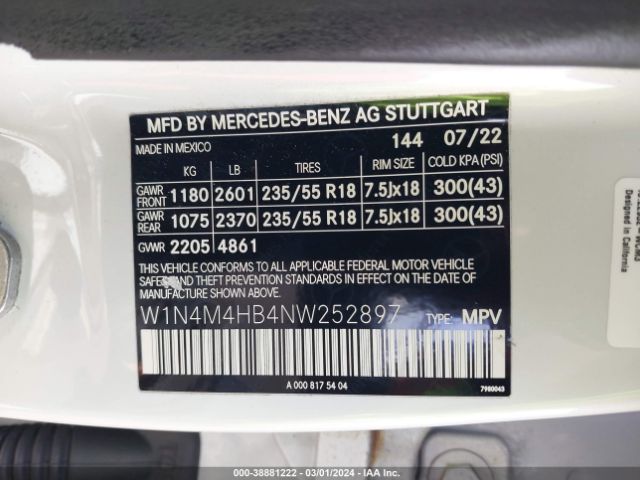 MFD BY MERCEDES-BENZ AG STUTTGART
MADE IN MEXICO 144 07/22
KG LB TIRES RIM SIZE COLD KPA(PSI)
GAWR FRONT 1180 2601 235/55 R18 7.5Jx18 300(43)
GAWR REAR 1075 2370 235/55 R18 7.5Jx18 300(43)
GVWR 2205 4861
THIS VEHICLE CONFORMS TO ALL APPLICABLE FEDERAL MOTOR VEHICLE
SAFETY AND THEFT PREVENTION STANDARDS IN EFFECT ON THE DATE
OF MANUFACTURE SHOWN ABOVE.
W1N4M4HB4NW252897 TYPE: MPV
A 000 817 54 04
7980043
Designed in California
000-38881222 - 03/01/2024 - IAANN.COM